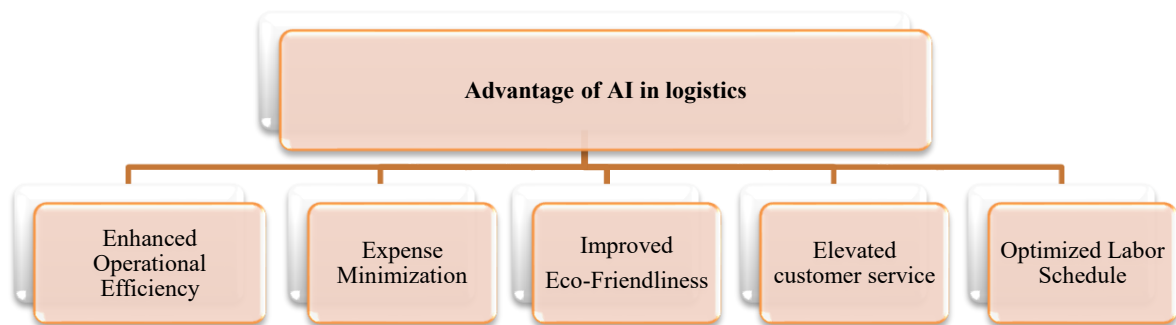 Advantage of AI in logistics
Enhanced
Operational
Efficiency
Expense
Minimization
Improved
Eco-Friendliness
Elevated
customer service
Optimized Labor
Schedule